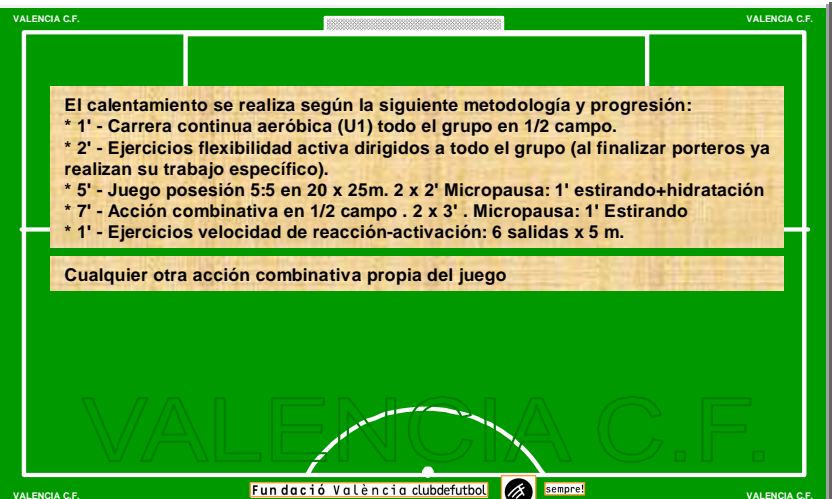 VALENCIA C.F. VALENCIA C.F.
El calentamiento se realiza según la siguiente metodología y progresión:
* 1' - Carrera continua aeróbica (U1) todo el grupo en 1/2 campo.
* 2' - Ejercicios flexibilidad activa dirigidos a todo el grupo (al finalizar porteros ya
realizan su trabajo específico).
* 5' - Juego posesión 5:5 en 20 x 25m. 2 x 2' Micropausa: 1' estirando+hidratación
* 7' - Acción combinativa en 1/2 campo . 2 x 3' . Micropausa: 1' Estirando
* 1' - Ejercicios velocidad de reacción-activación: 6 salidas x 5 m.
Cualquier otra acción combinativa propia del juego
VALENCIA C.F.
VALENCIA C.F. Fundació València clubdefutbol sempre! VALENCIA C.F.